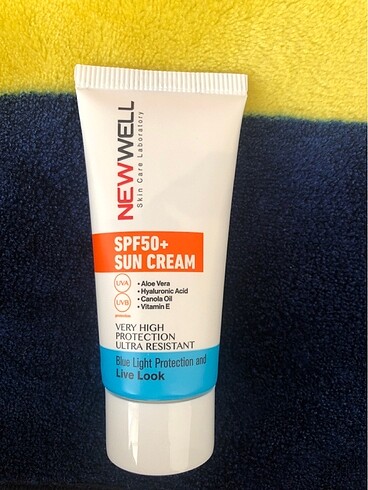 NEWWELL
Skin Care Laboratory
SPF50+
SUN CREAM
UVA
UVB
• Aloe Vera
• Hyaluronic Acid
• Canola Oil
• Vitamin E
VERY HIGH
PROTECTION
ULTRA RESISTANT
Blue Light Protection and
Live Look